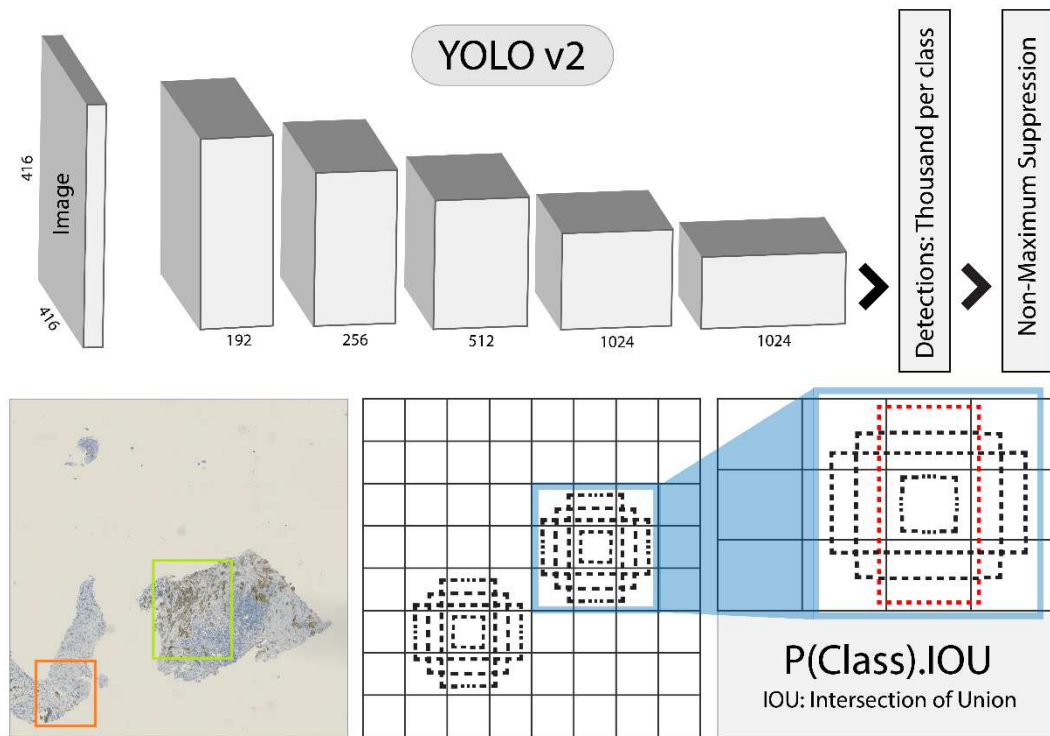 YOLO v2
416
Image
416
192
256
512
1024
1024
Detections: Thousand per class
Non-Maximum Suppression
P(Class).IOU
IOU: Intersection of Union